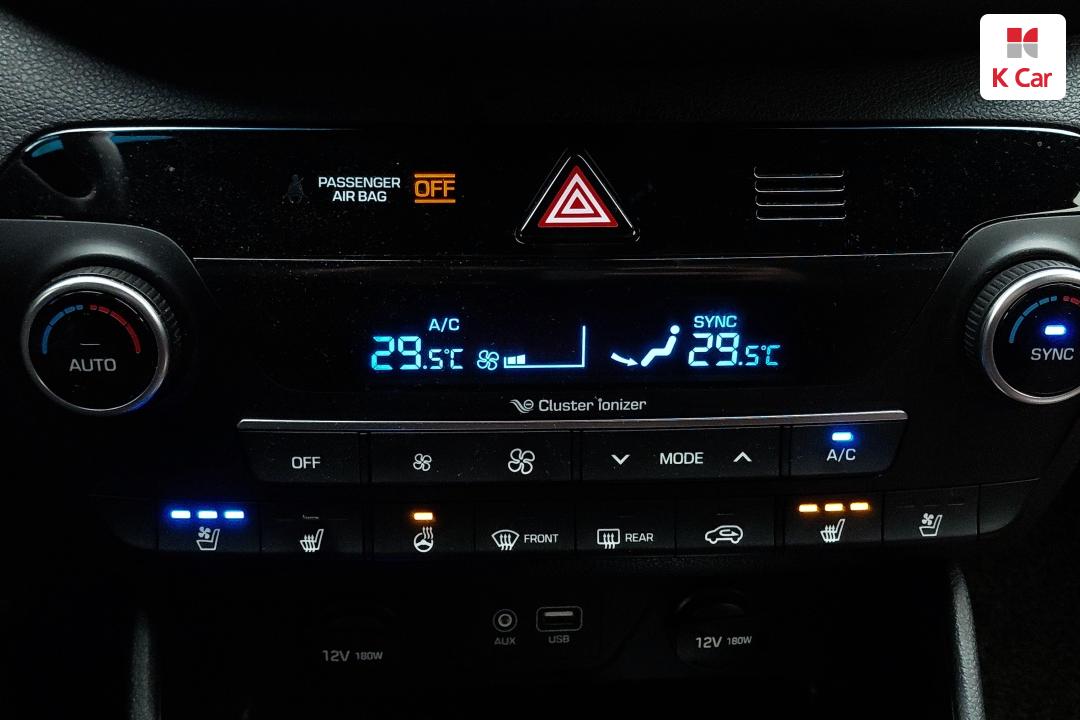 K Car
PASSENGER
AIR BAG
OFF
A/C
SYNC
29.5°C
29.5°C
AUTO
SYNC
Cluster ionizer
OFF
MODE
A/C
FRONT
REAR
AUX
USB
12V 180W
12V 180W